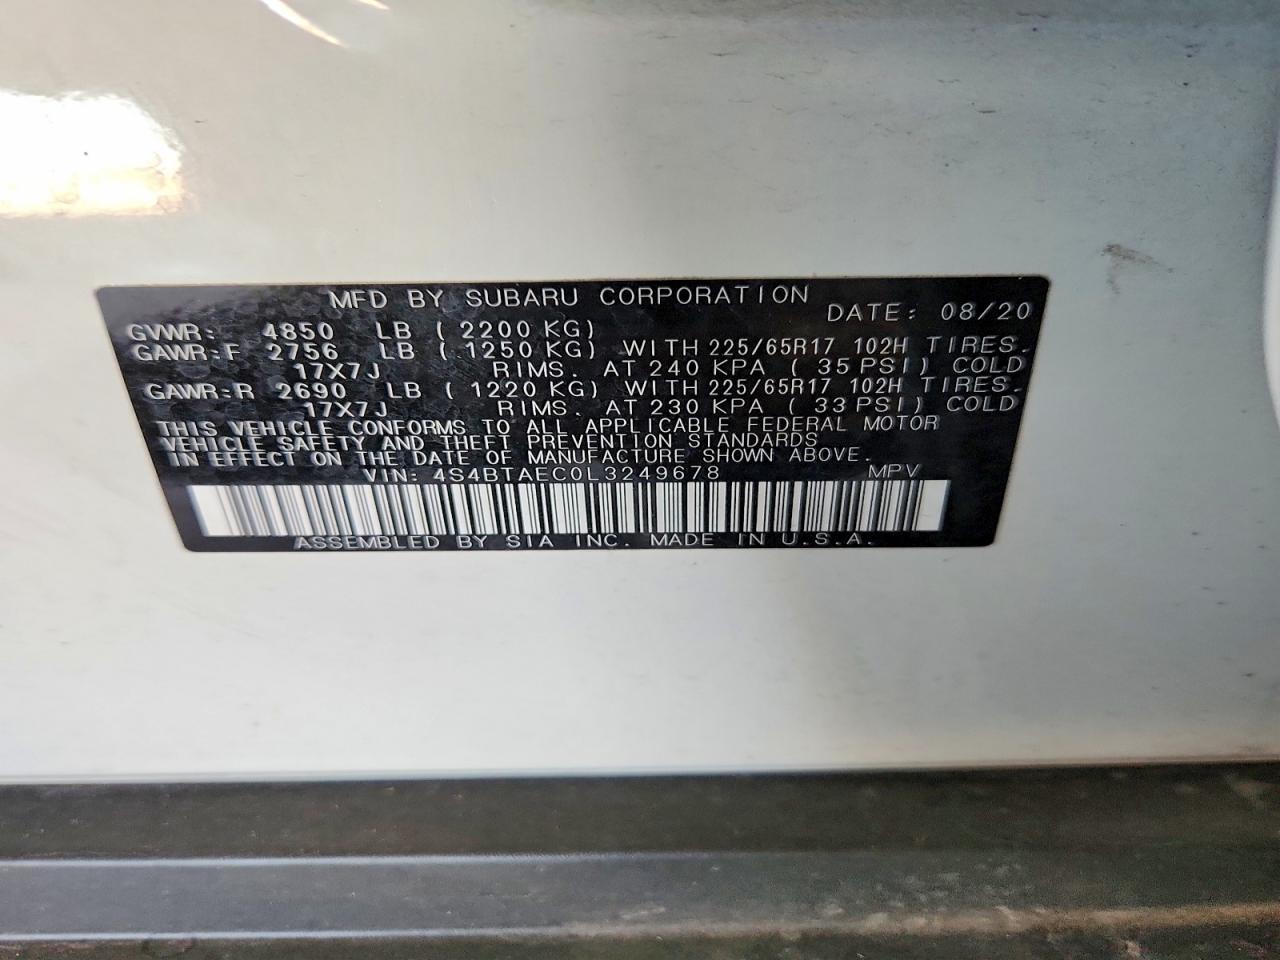 MFD BY SUBARU CORPORATION
DATE: 08/20
GVWR: 4850 LB ( 2200 KG)
GAWR:F 2756 LB ( 1250 KG) WITH 225/65R17 102H TIRES.
17X7J RIMS. AT 240 KPA ( 35 PSI) COLD
GAWR:R 2690 LB ( 1220 KG) WITH 225/65R17 102H TIRES.
17X7J RIMS. AT 230 KPA ( 33 PSI) COLD
THIS VEHICLE CONFORMS TO ALL APPLICABLE FEDERAL MOTOR
VEHICLE SAFETY AND THEFT PREVENTION STANDARDS
IN EFFECT ON THE DATE OF MANUFACTURE SHOWN ABOVE.
VIN: 4S4BTAEC0L3249678 MPV
ASSEMBLED BY SIA INC. MADE IN U.S.A.